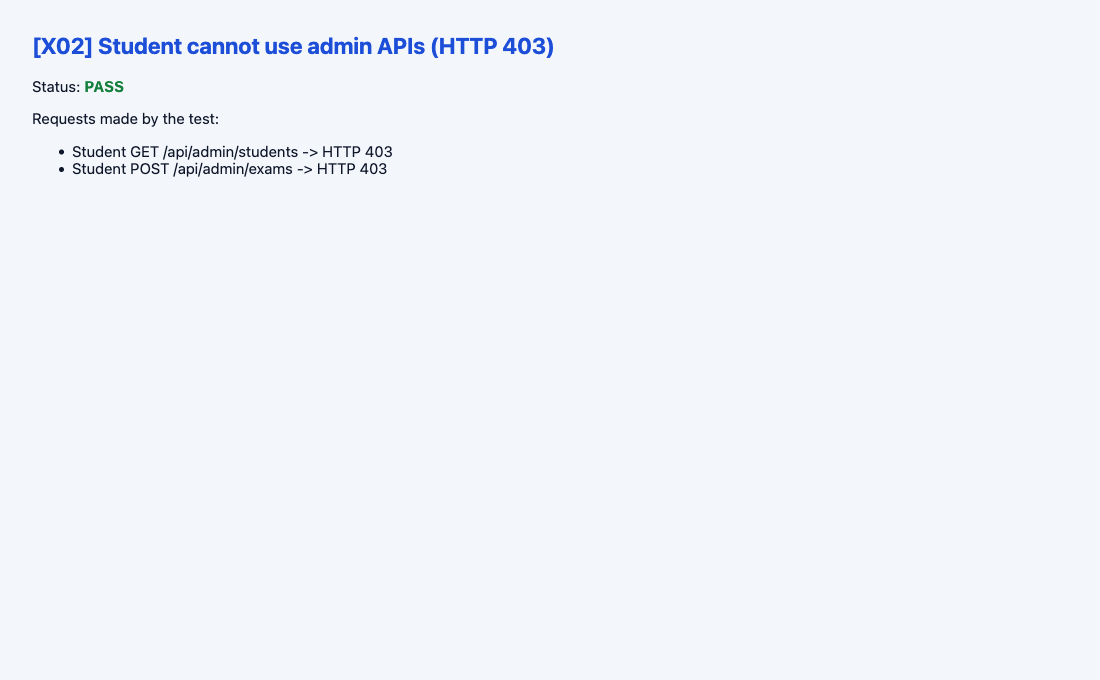 [X02] Student cannot use admin APIs (HTTP 403)
Status: PASS
Requests made by the test:
• Student GET /api/admin/students -> HTTP 403
• Student POST /api/admin/exams -> HTTP 403